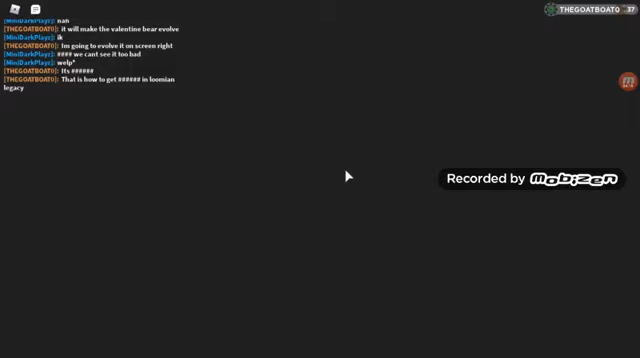 [MiniDarkPlayz]: nah
[THEGOATBOAT0]: it will make the valentine bear evolve
[MiniDarkPlayz]: ik
[THEGOATBOAT0]: Im going to evolve it on screen right
[MiniDarkPlayz]: #### we cant see it too bad
[MiniDarkPlayz]: welp*
[THEGOATBOAT0]: Its ######
[THEGOATBOAT0]: That is how to get ###### in loomian
legacy
THEGOATBOAT0
37
Recorded by Mobizen